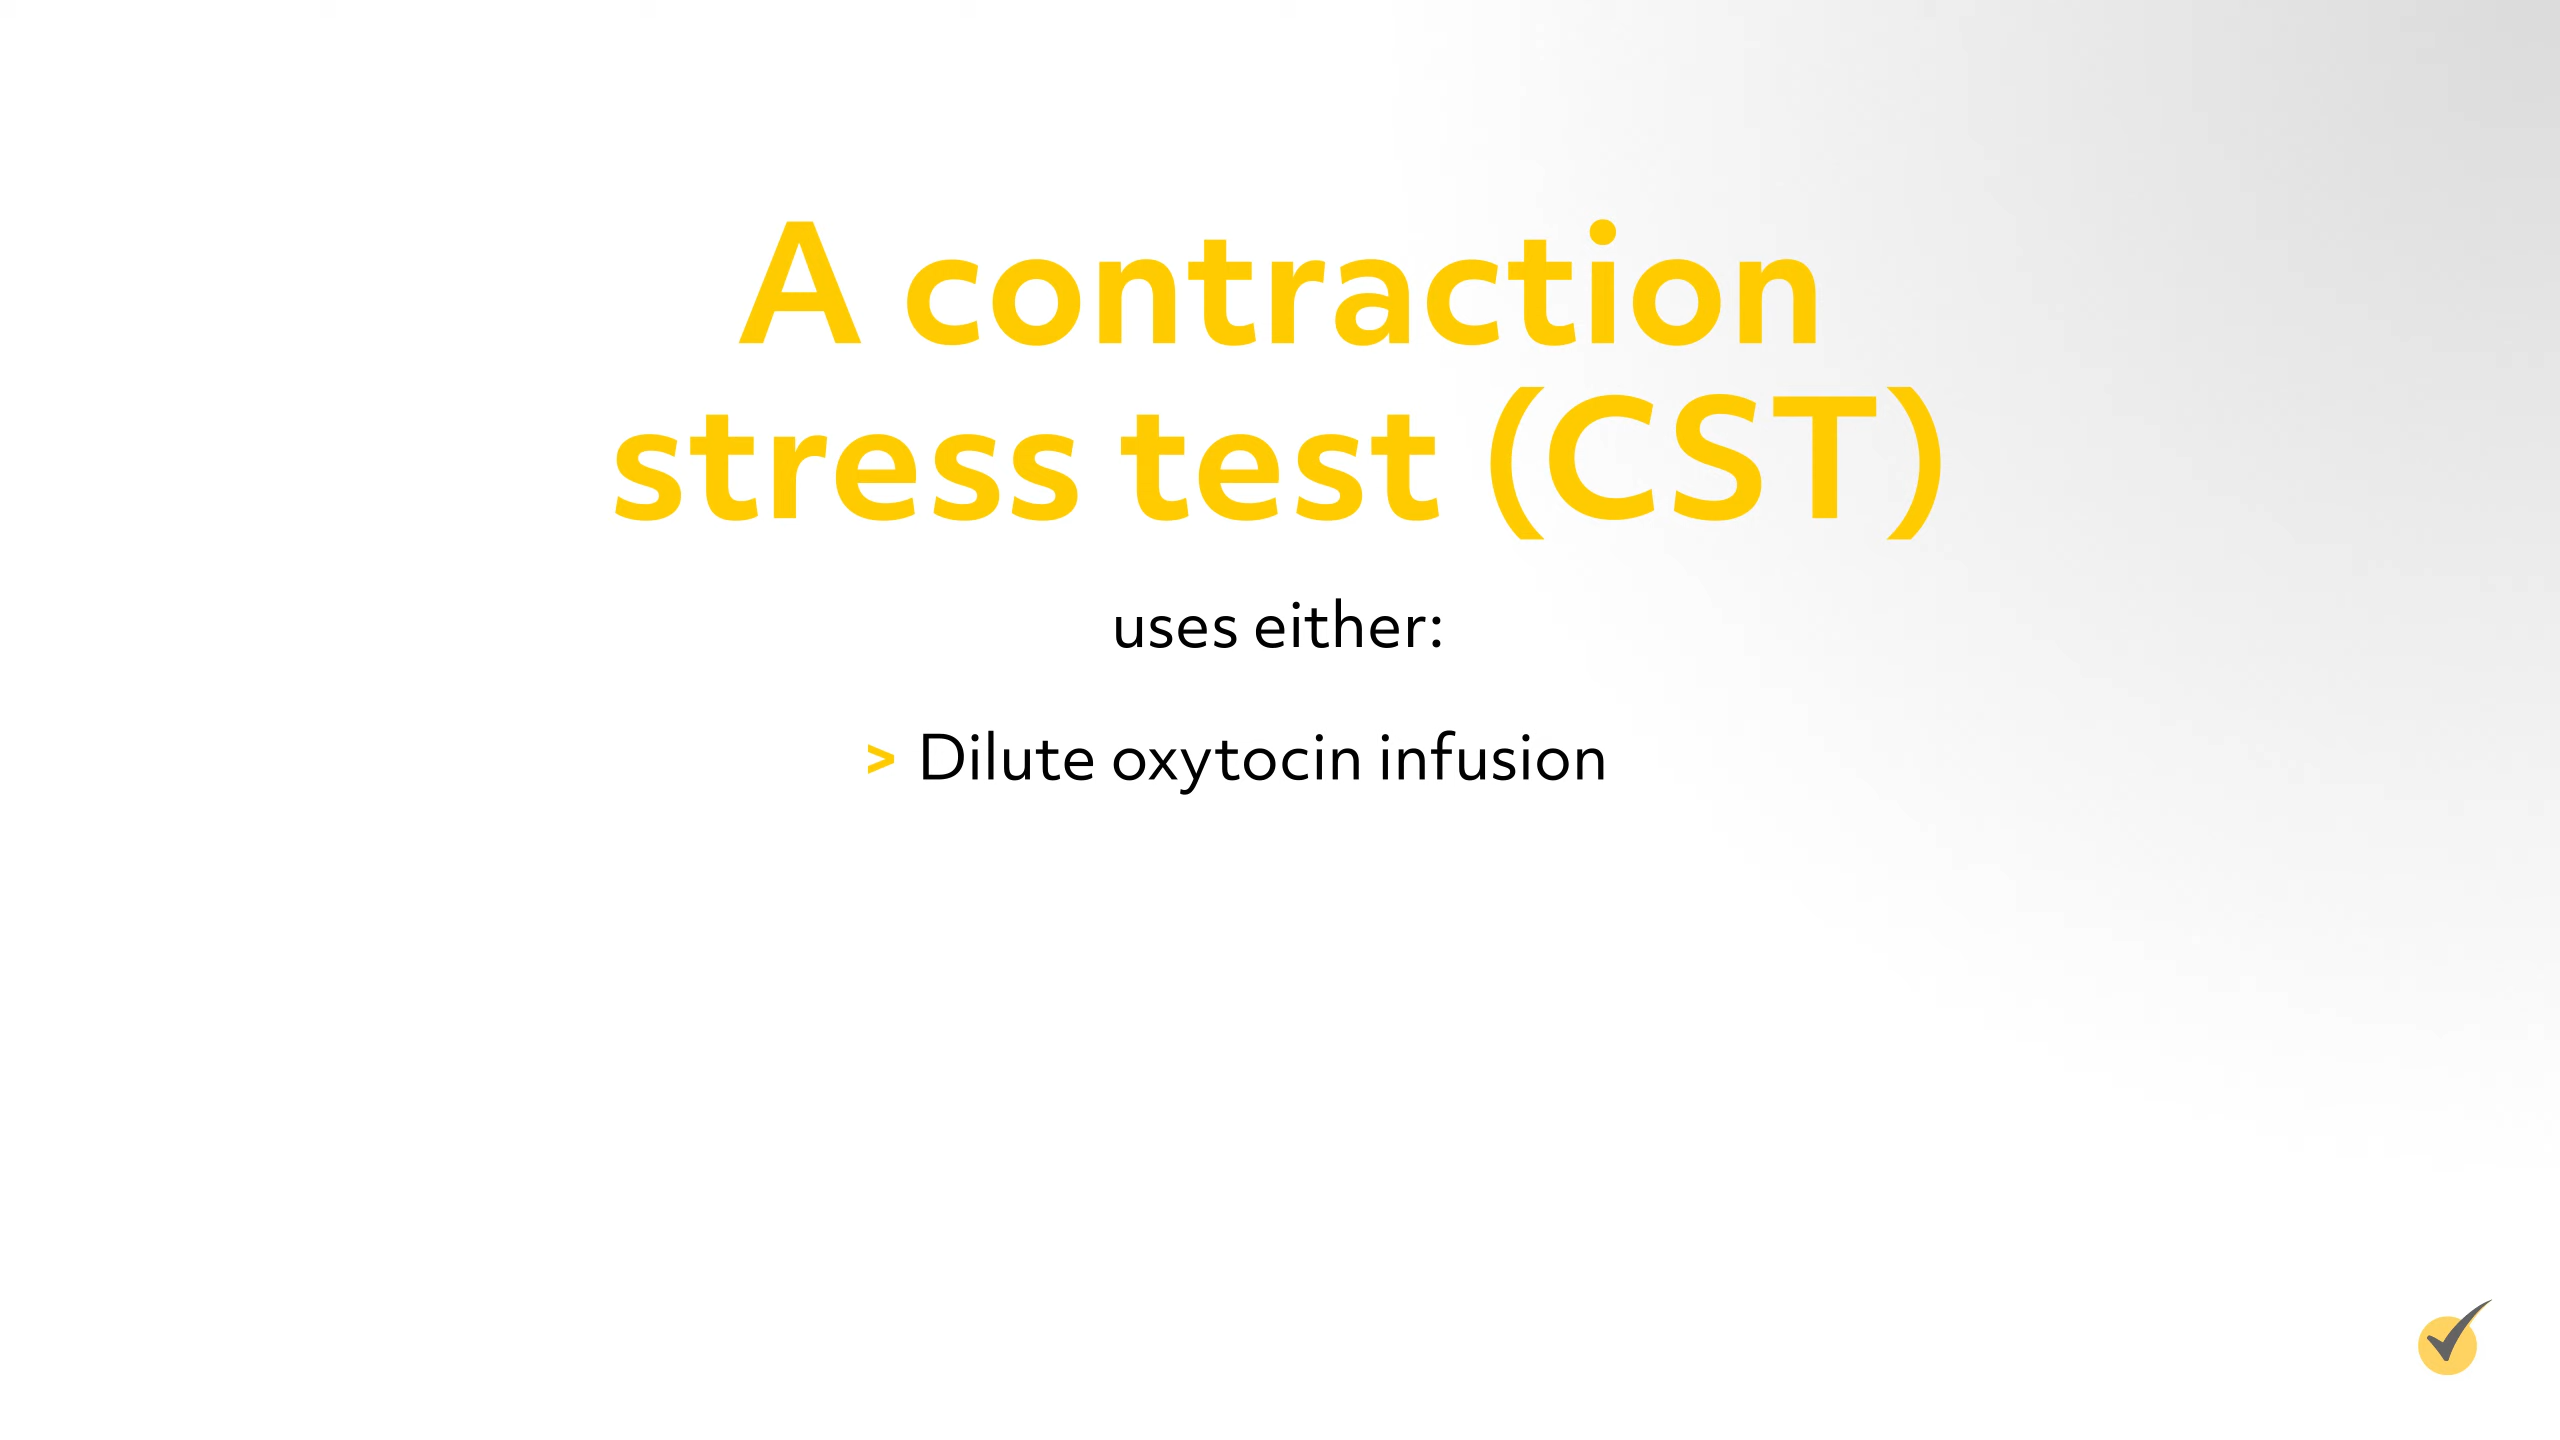 A contraction
stress test (CST)
uses either:
> Dilute oxytocin infusion